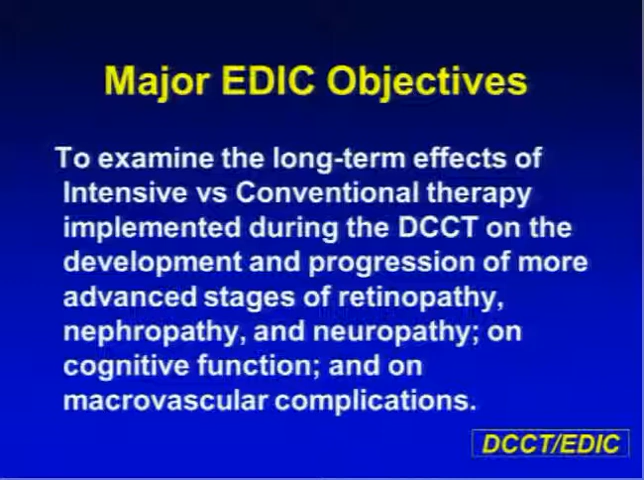 Major EDIC Objectives
To examine the long-term effects of
Intensive vs Conventional therapy
implemented during the DCCT on the
development and progression of more
advanced stages of retinopathy,
nephropathy, and neuropathy; on
cognitive function; and on
macrovascular complications.
DCCT/EDIC